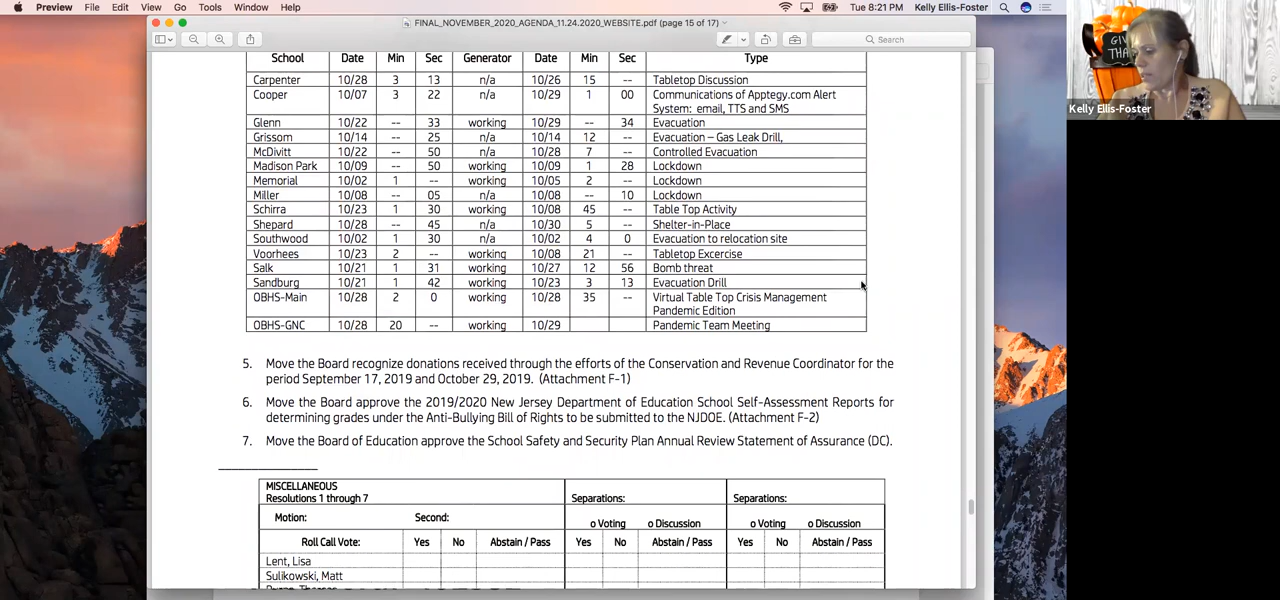 Preview File Edit View Go Tools Window Help Tue 8:21 PM Kelly Ellis-Foster
FINAL_NOVEMBER_2020_AGENDA_11.24.2020_WEBSITE.pdf (page 15 of 17)
Search
School Date Min Sec Generator Date Min Sec Type
Carpenter 10/28 3 13 n/a 10/26 15 -- Tabletop Discussion
Cooper 10/07 3 22 n/a 10/29 1 00 Communications of Apptegy.com Alert
System: email, TTS and SMS
Glenn 10/22 -- 33 working 10/29 -- 34 Evacuation
Grissom 10/14 -- 25 n/a 10/14 12 -- Evacuation – Gas Leak Drill,
McDivitt 10/22 -- 50 n/a 10/28 7 -- Controlled Evacuation
Madison Park 10/09 -- 50 working 10/09 1 28 Lockdown
Memorial 10/02 1 -- working 10/05 2 -- Lockdown
Miller 10/08 -- 05 n/a 10/08 -- 10 Lockdown
Schirra 10/23 1 30 working 10/08 45 -- Table Top Activity
Shepard 10/28 -- 45 n/a 10/30 5 -- Shelter-in-Place
Southwood 10/02 1 30 n/a 10/02 4 0 Evacuation to relocation site
Voorhees 10/23 2 -- working 10/08 21 -- Tabletop Excercise
Salk 10/21 1 31 working 10/27 12 56 Bomb threat
Sandburg 10/21 1 42 working 10/23 3 13 Evacuation Drill
OBHS-Main 10/28 2 0 working 10/28 35 -- Virtual Table Top Crisis Management
Pandemic Edition
OBHS-GNC 10/28 20 -- working 10/29 Pandemic Team Meeting
5. Move the Board recognize donations received through the efforts of the Conservation and Revenue Coordinator for the
period September 17, 2019 and October 29, 2019. (Attachment F-1)
6. Move the Board approve the 2019/2020 New Jersey Department of Education School Self-Assessment Reports for
determining grades under the Anti-Bullying Bill of Rights to be submitted to the NJDOE. (Attachment F-2)
7. Move the Board of Education approve the School Safety and Security Plan Annual Review Statement of Assurance (DC).
MISCELLANEOUS
Resolutions 1 through 7 Separations: Separations:
Motion: Second: o Voting o Discussion o Voting o Discussion
Roll Call Vote: Yes No Abstain / Pass Yes No Abstain / Pass Yes No Abstain / Pass
Lent, Lisa
Sulikowski, Matt
Kelly Ellis-Foster